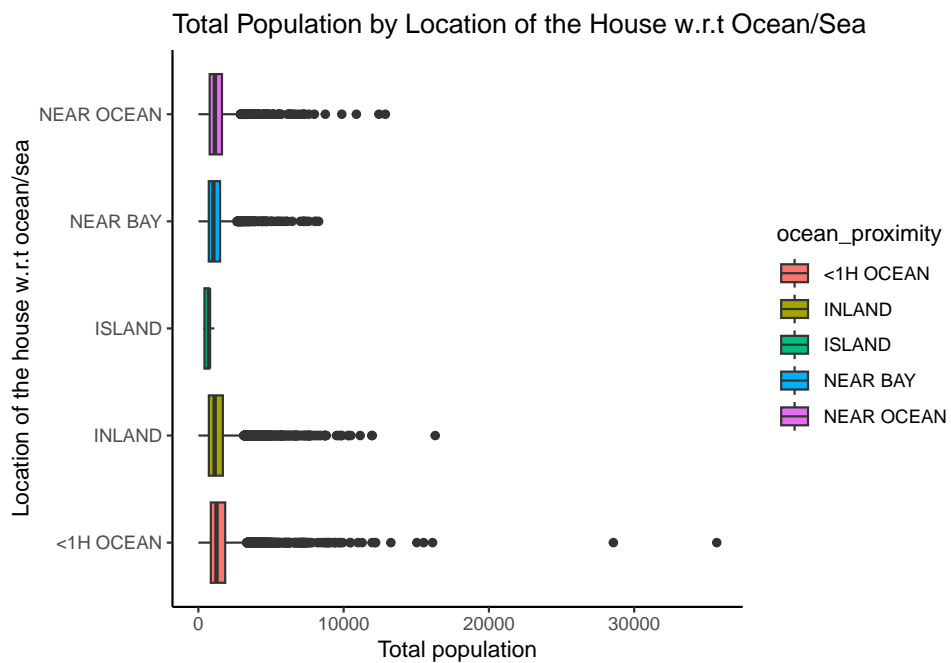 Total Population by Location of the House w.r.t Ocean/Sea
Location of the house w.r.t ocean/sea
NEAR OCEAN
NEAR BAY
ISLAND
INLAND
<1H OCEAN
0
10000
20000
30000
Total population
ocean_proximity
<1H OCEAN
INLAND
ISLAND
NEAR BAY
NEAR OCEAN